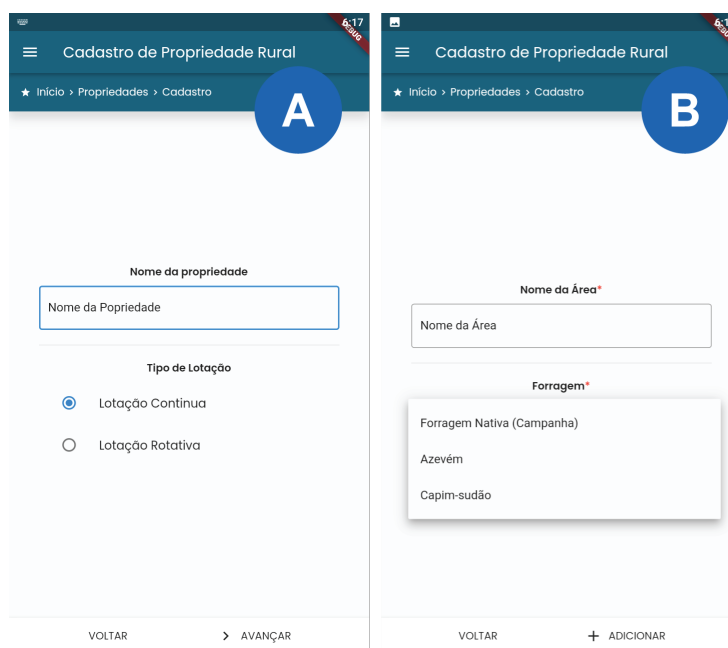 6:17
DEBUG
Cadastro de Propriedade Rural
Início › Propriedades › Cadastro
A
Nome da propriedade
Nome da Popriedade
Tipo de Lotação
Lotação Continua
Lotação Rotativa
VOLTAR
AVANÇAR
Cadastro de Propriedade Rural
Início › Propriedades › Cadastro
B
Nome da Área*
Nome da Área
Forragem*
Forragem Nativa (Campanha)
Azevém
Capim-sudão
VOLTAR
ADICIONAR